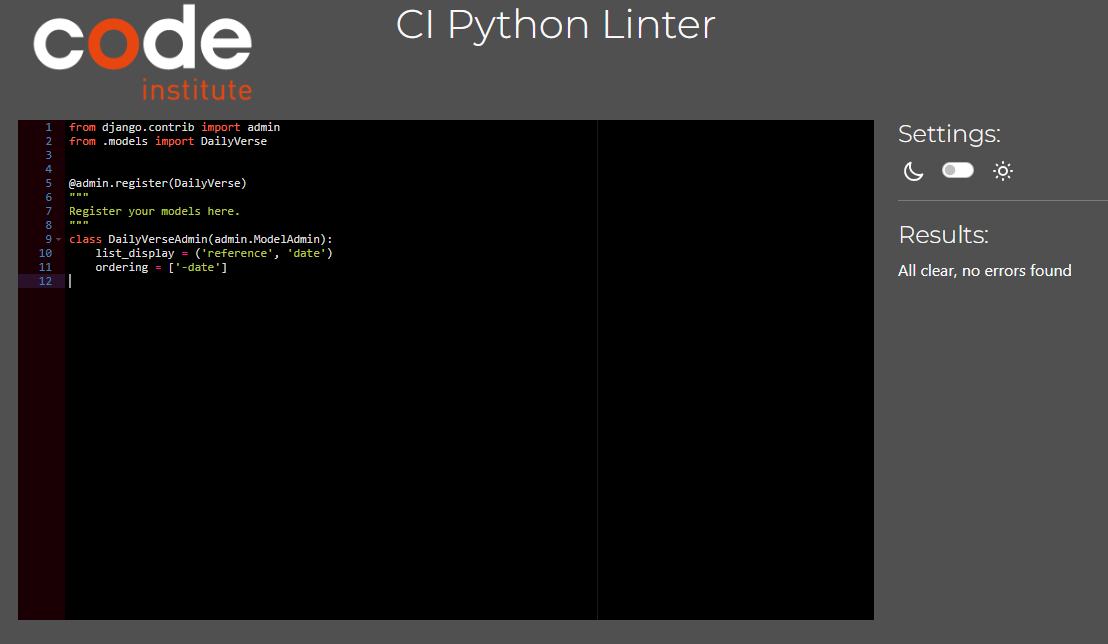 code
institute
CI Python Linter
1 from django.contrib import admin
2 from .models import DailyVerse
3
4
5 @admin.register(DailyVerse)
6 """
7 Register your models here.
8 """
9 class DailyVerseAdmin(admin.ModelAdmin):
10     list_display = ('reference', 'date')
11     ordering = ['-date']
12
Settings:
Results:
All clear, no errors found